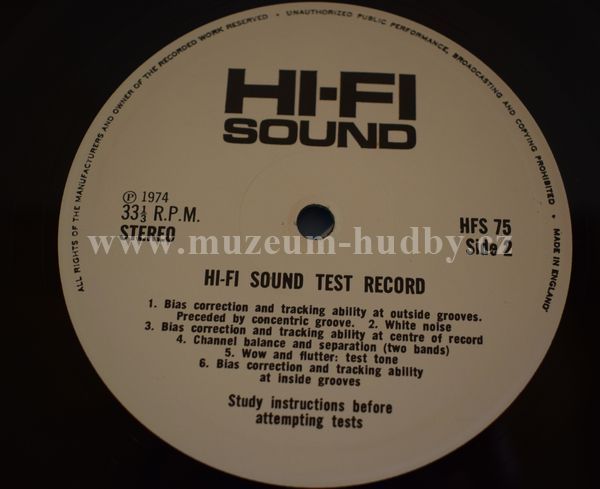 ALL RIGHTS OF THE MANUFACTURERS AND OWNER OF THE RECORDED WORK RESERVED • UNAUTHORIZED PUBLIC PERFORMANCE, BROADCASTING AND COPYING PROHIBITED • MADE IN ENGLAND
HI-FI
SOUND
℗ 1974
33⅓ R.P.M.
STEREO
HFS 75
Side 2
HI-FI SOUND TEST RECORD
1. Bias correction and tracking ability at outside grooves.
Preceded by concentric groove. 2. White noise
3. Bias correction and tracking ability at centre of record
4. Channel balance and separation (two bands)
5. Wow and flutter: test tone
6. Bias correction and tracking ability
at inside grooves
Study instructions before
attempting tests
www.muzeum-hudby.cz